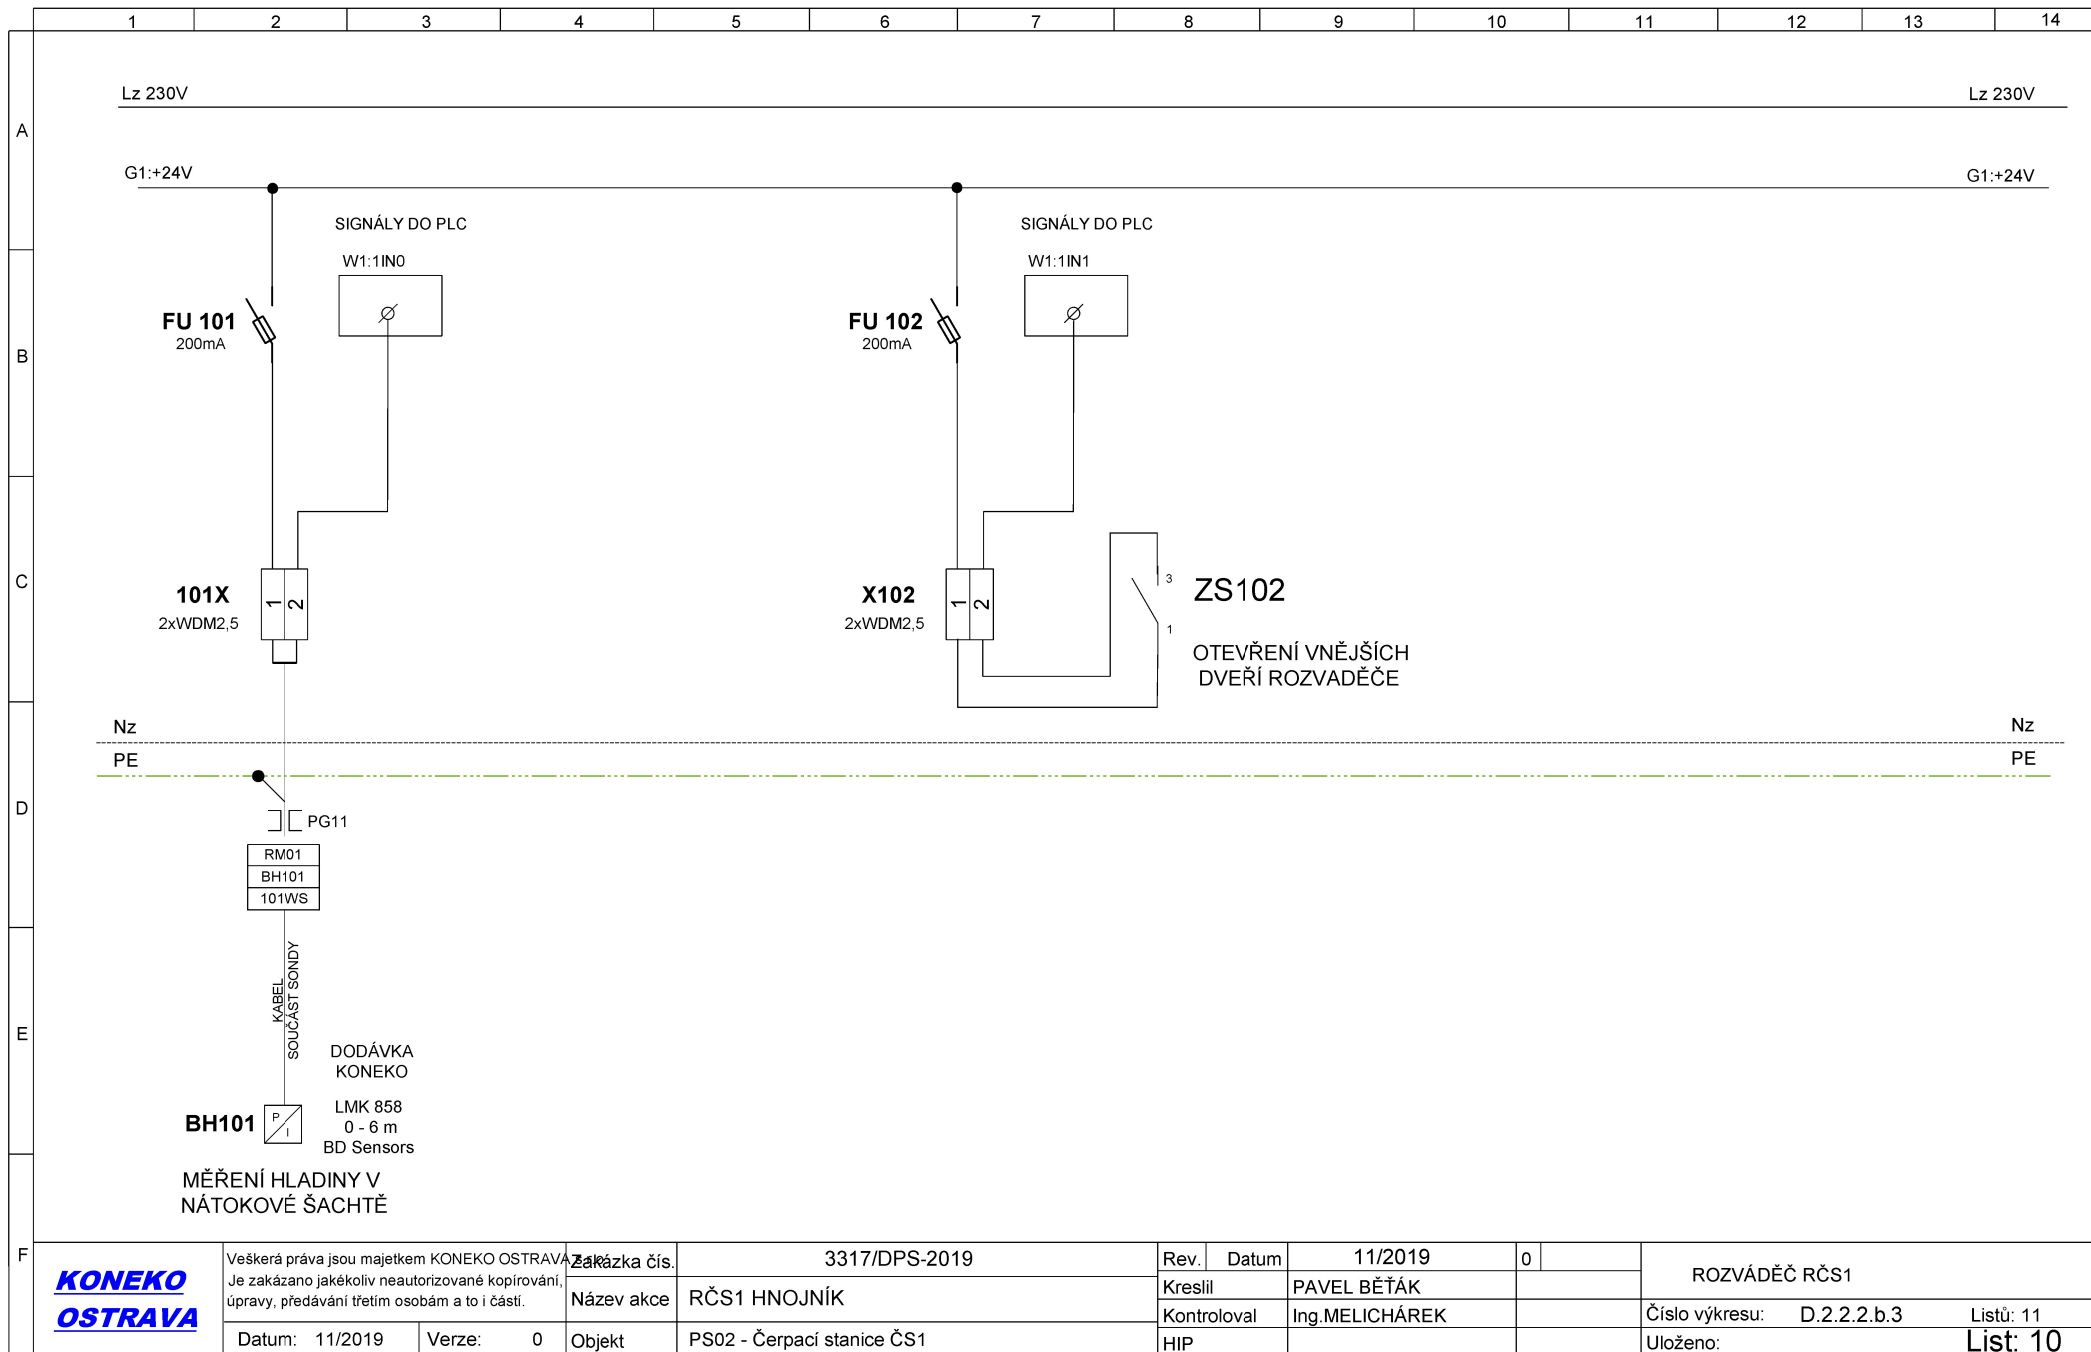 1 2 3 4 5 6 7 8 9 10 11 12 13 14
A
B
C
D
E
F
Lz 230V
Lz 230V
G1:+24V
G1:+24V
SIGNÁLY DO PLC
SIGNÁLY DO PLC
W1:1IN0
W1:1IN1
FU 101
200mA
FU 102
200mA
101X
2xWDM2,5
1 2
X102
2xWDM2,5
1 2
3
1
ZS102
OTEVŘENÍ VNĚJŠÍCH
DVEŘÍ ROZVADĚČE
Nz
Nz
PE
PE
PG11
RM01
BH101
101WS
KABEL
SOUČÁST SONDY
DODÁVKA
KONEKO
BH101
P
I
LMK 858
0 - 6 m
BD Sensors
MĚŘENÍ HLADINY V
NÁTOKOVÉ ŠACHTĚ
KONEKO
OSTRAVA
Veškerá práva jsou majetkem KONEKO OSTRAVA
Je zakázáno jakékoliv neautorizované kopírování,
úpravy, předávání třetím osobám a to i částí.
Datum: 11/2019 Verze: 0
Zakázka čís. 3317/DPS-2019
Název akce RČS1 HNOJNÍK
Objekt PS02 - Čerpací stanice ČS1
Rev. Datum 11/2019 0
Kreslil PAVEL BĚŤÁK
Kontroloval Ing.MELICHÁREK
HIP
ROZVÁDĚČ RČS1
Číslo výkresu: D.2.2.2.b.3 Listů: 11
Uloženo: List: 10